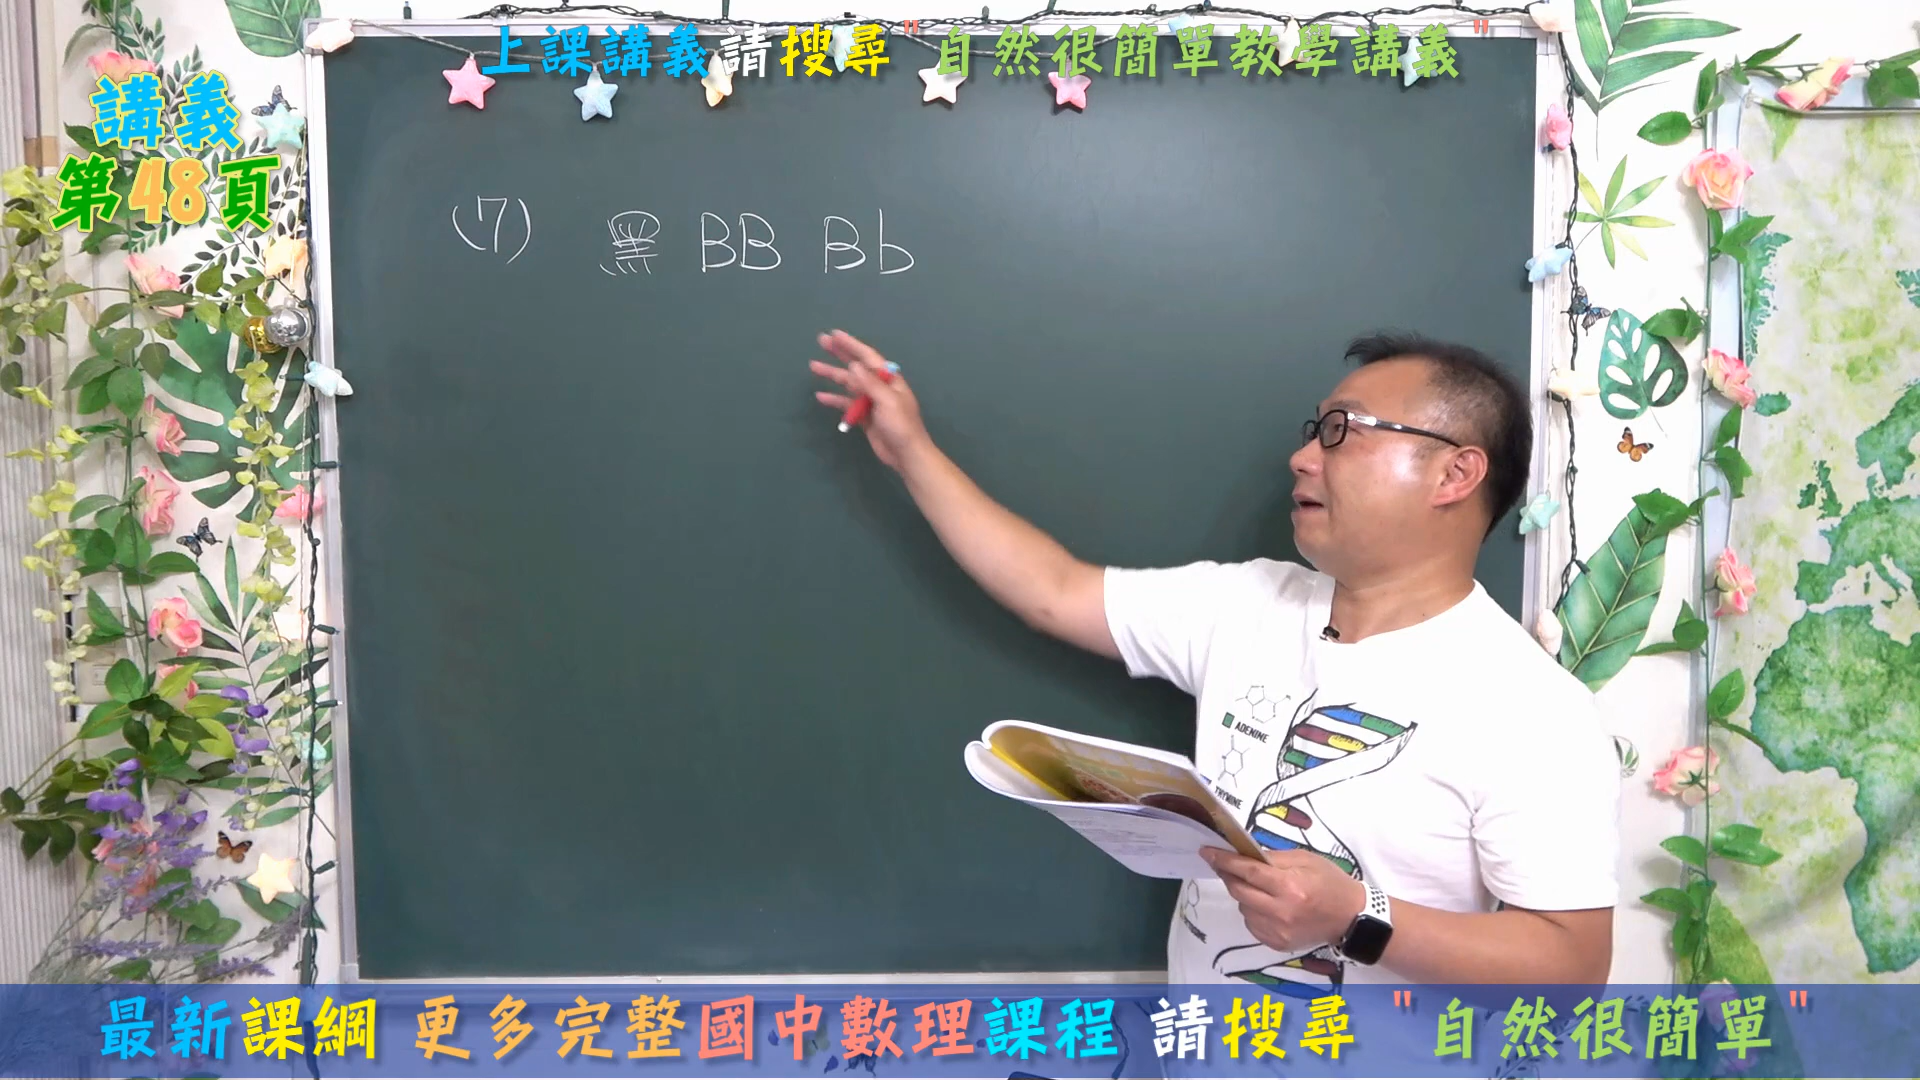 上課講義請搜尋"自然很簡單教學講義"
講義
第48頁
(7) 黑 BB Bb
ADENINE
THYMINE
最新課綱 更多完整國中數理課程 請搜尋 "自然很簡單"